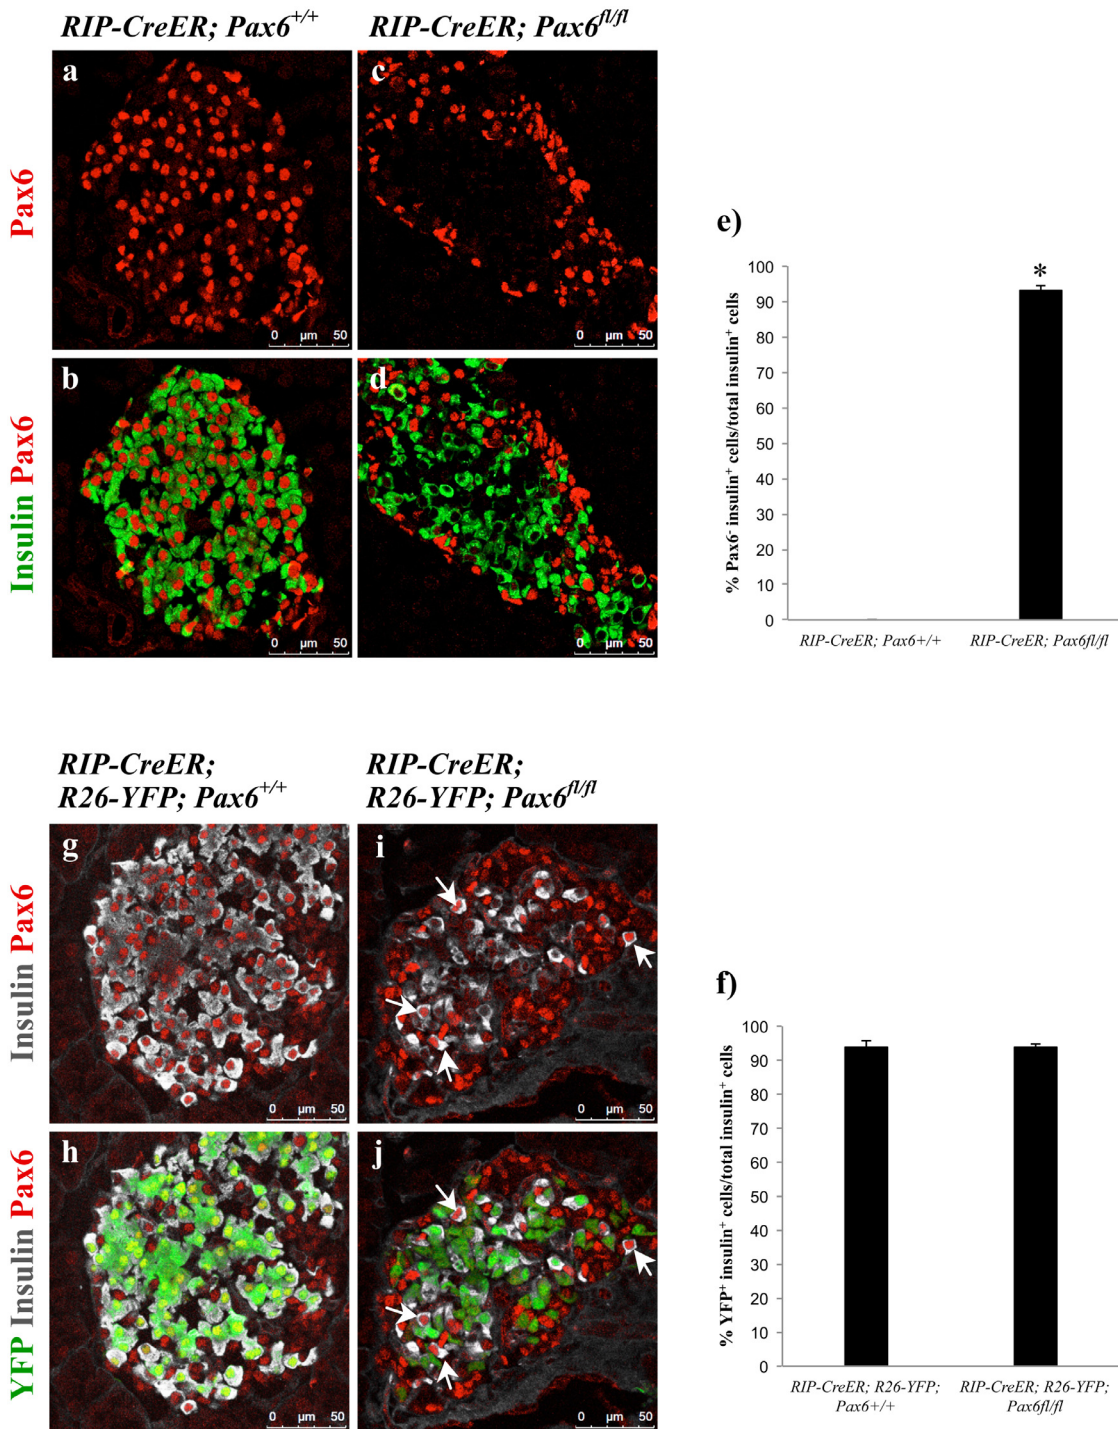 RIP-CreER; Pax6+/+
RIP-CreER; Pax6fl/fl
Pax6
a
0 µm 50
c
0 µm 50
Insulin Pax6
b
0 µm 50
d
0 µm 50
e)
% Pax6- insulin+ cells/total insulin+ cells
100
90
80
70
60
50
40
30
20
10
0
*
RIP-CreER; Pax6+/+
RIP-CreER; Pax6fl/fl
RIP-CreER;
R26-YFP; Pax6+/+
RIP-CreER;
R26-YFP; Pax6fl/fl
Insulin Pax6
g
0 µm 50
i
0 µm 50
YFP Insulin Pax6
h
0 µm 50
j
0 µm 50
f)
% YFP+ insulin+ cells/total insulin+ cells
100
90
80
70
60
50
40
30
20
10
0
RIP-CreER; R26-YFP;
Pax6+/+
RIP-CreER; R26-YFP;
Pax6fl/fl